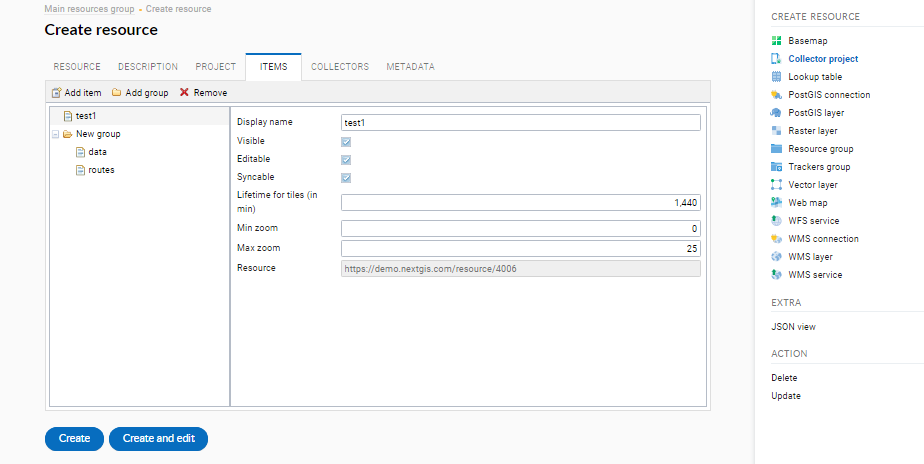 Main resources group - Create resource
Create resource
RESOURCE DESCRIPTION PROJECT ITEMS COLLECTORS METADATA
Add item Add group Remove
test1
New group
data
routes
Display name test1
Visible
Editable
Syncable
Lifetime for tiles (in
min) 1,440
Min zoom 0
Max zoom 25
Resource https://demo.nextgis.com/resource/4006
Create Create and edit
CREATE RESOURCE
Basemap
Collector project
Lookup table
PostGIS connection
PostGIS layer
Raster layer
Resource group
Trackers group
Vector layer
Web map
WFS service
WMS connection
WMS layer
WMS service
EXTRA
JSON view
ACTION
Delete
Update